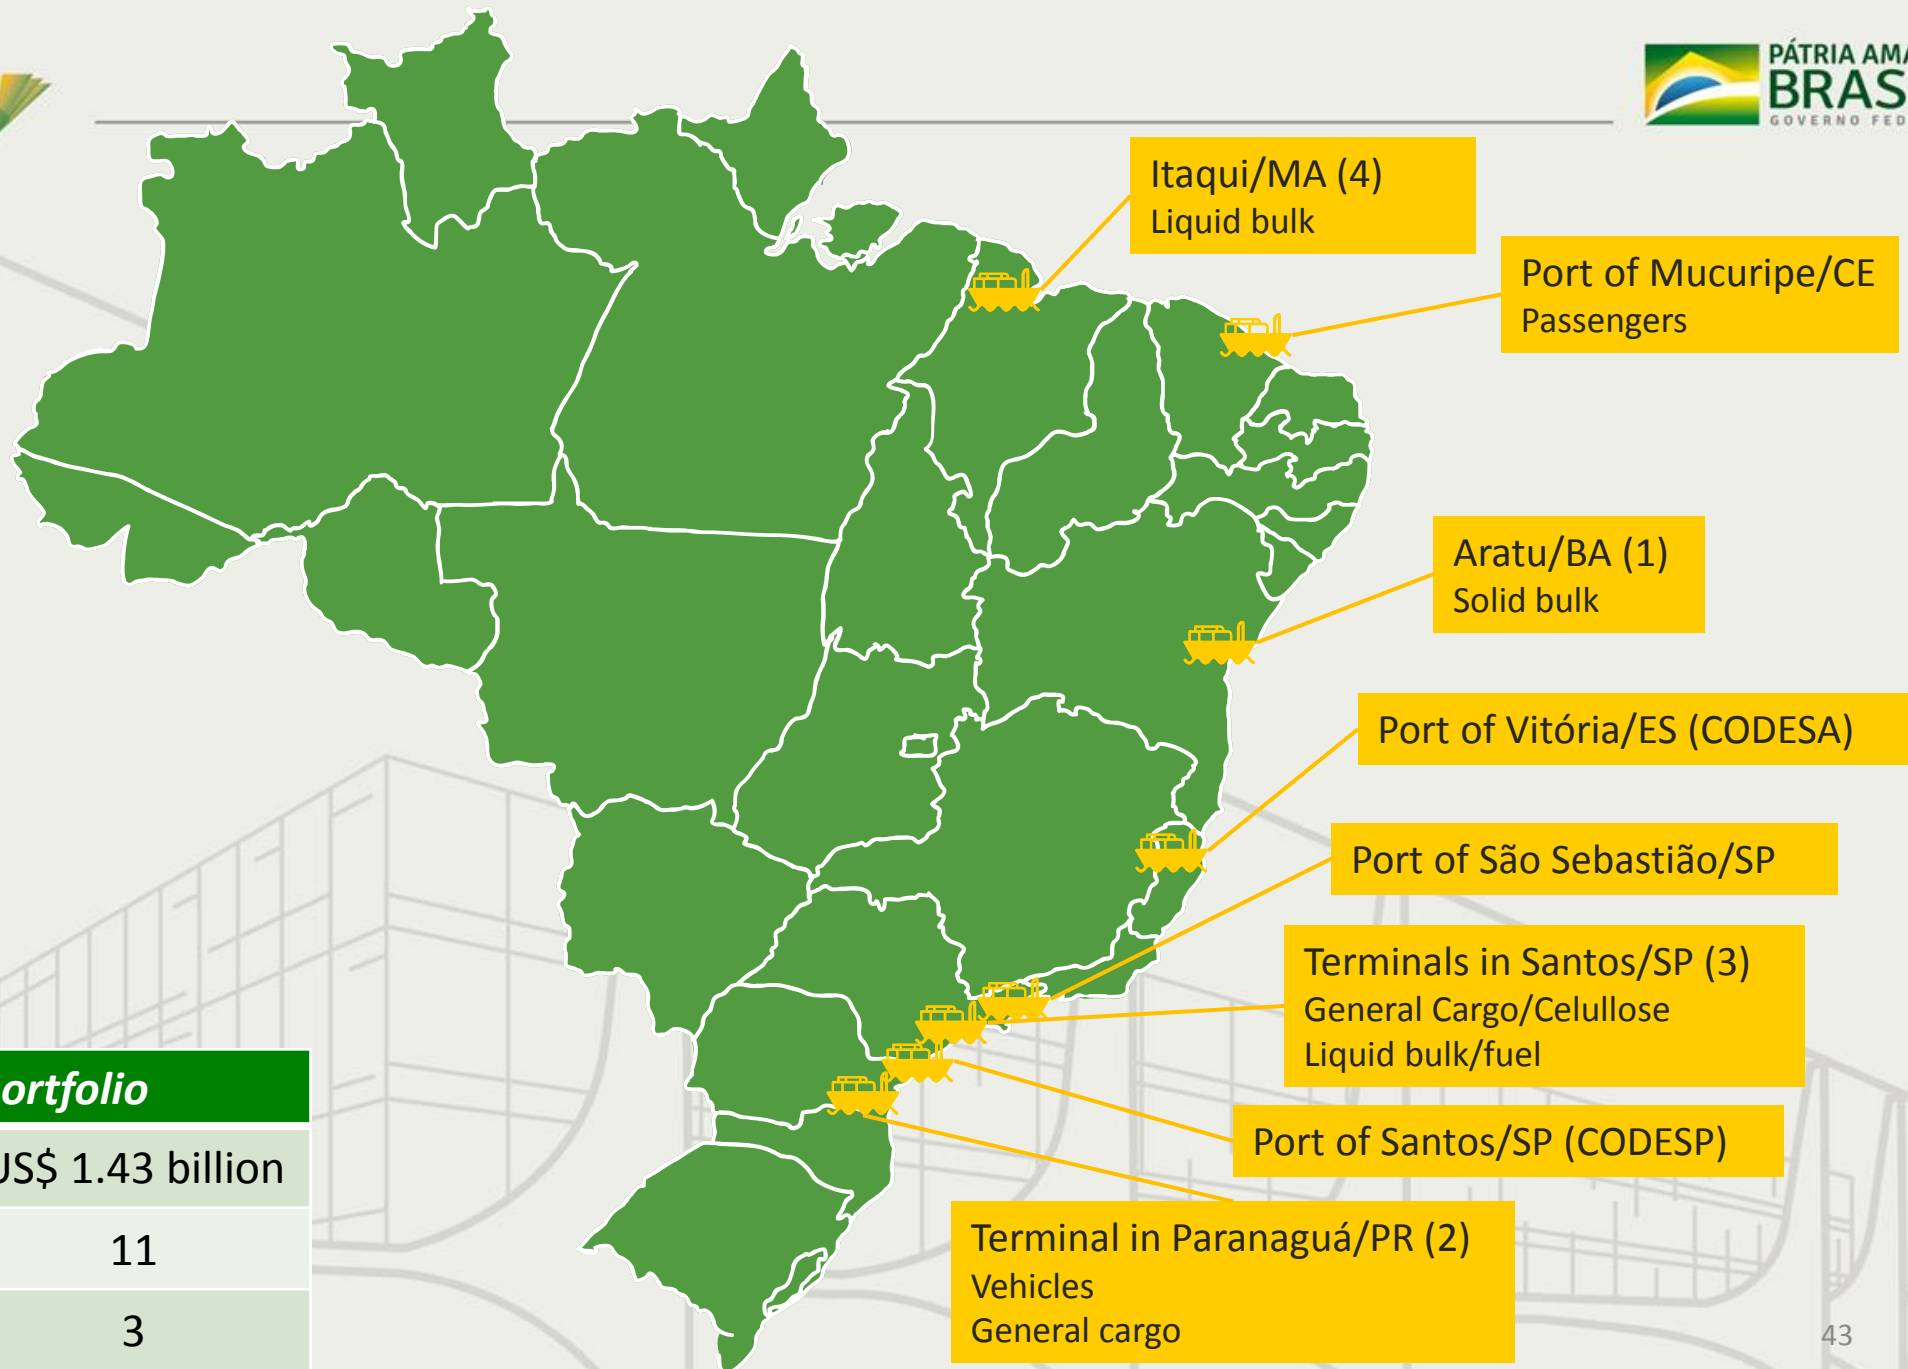 PÁTRIA AMA
BRAS
GOVERNO FED
Itaqui/MA (4)
Liquid bulk
Port of Mucuripe/CE
Passengers
Aratu/BA (1)
Solid bulk
Port of Vitória/ES (CODESA)
Port of São Sebastião/SP
Terminals in Santos/SP (3)
General Cargo/Celullose
Liquid bulk/fuel
Port of Santos/SP (CODESP)
Terminal in Paranaguá/PR (2)
Vehicles
General cargo
ortfolio
US$ 1.43 billion
11
3
43